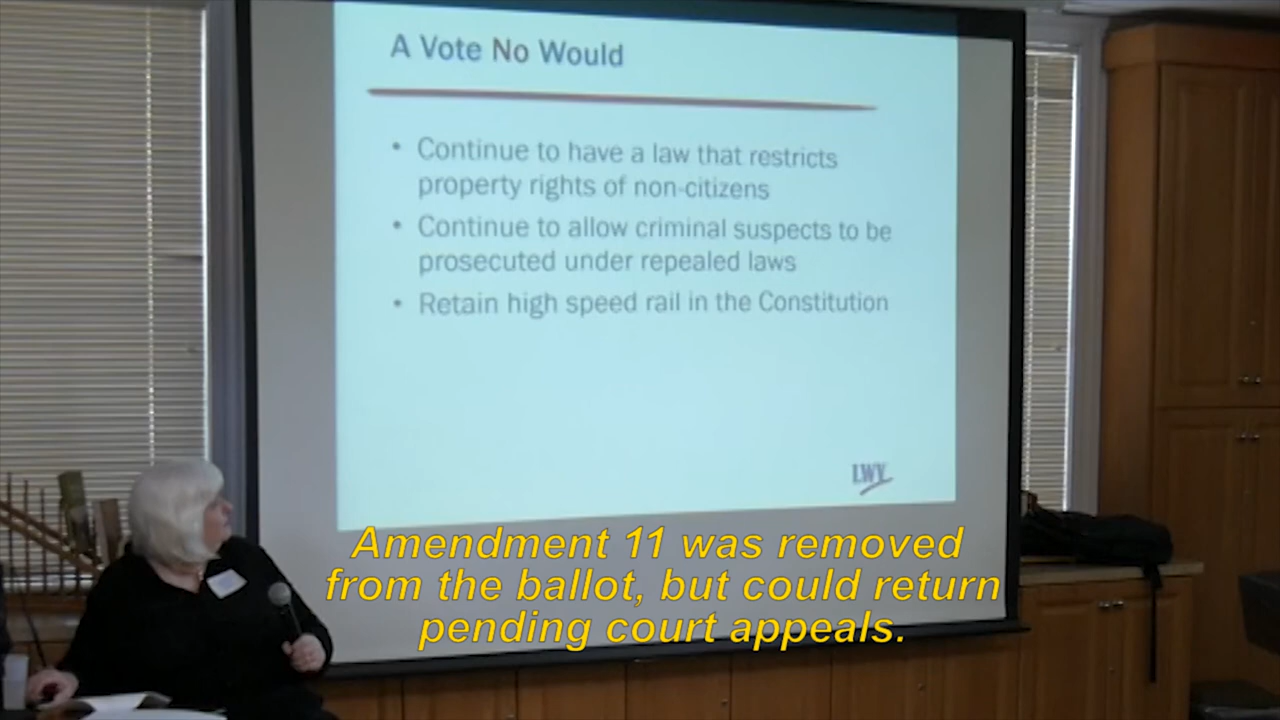 A Vote No Would
• Continue to have a law that restricts
property rights of non-citizens
• Continue to allow criminal suspects to be
prosecuted under repealed laws
• Retain high speed rail in the Constitution
LWV
Amendment 11 was removed
from the ballot, but could return
pending court appeals.